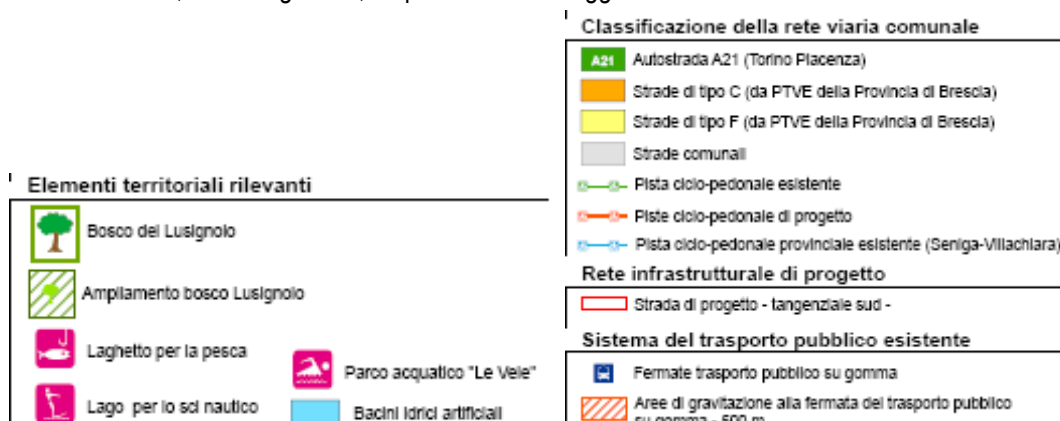 Classificazione della rete viaria comunale
A21 Autostrada A21 (Torino Piacenza)
Strade di tipo C (da PTVE della Provincia di Brescia)
Strade di tipo F (da PTVE della Provincia di Brescia)
Strade comunali
Pista ciclo-pedonale esistente
Piste ciclo-pedonale di progetto
Pista ciclo-pedonale provinciale esistente (Seniga-Villachiara)
Rete infrastrutturale di progetto
Strada di progetto - tangenziale sud -
Sistema del trasporto pubblico esistente
Fermate trasporto pubblico su gomma
Aree di gravitazione alla fermata del trasporto pubblico
su gomma - 500 m
Elementi territoriali rilevanti
Bosco del Lusignolo
Ampliamento bosco Lusignolo
Laghetto per la pesca
Lago per lo sci nautico
Parco acquatico "Le Vele"
Bacini idrici artificiali